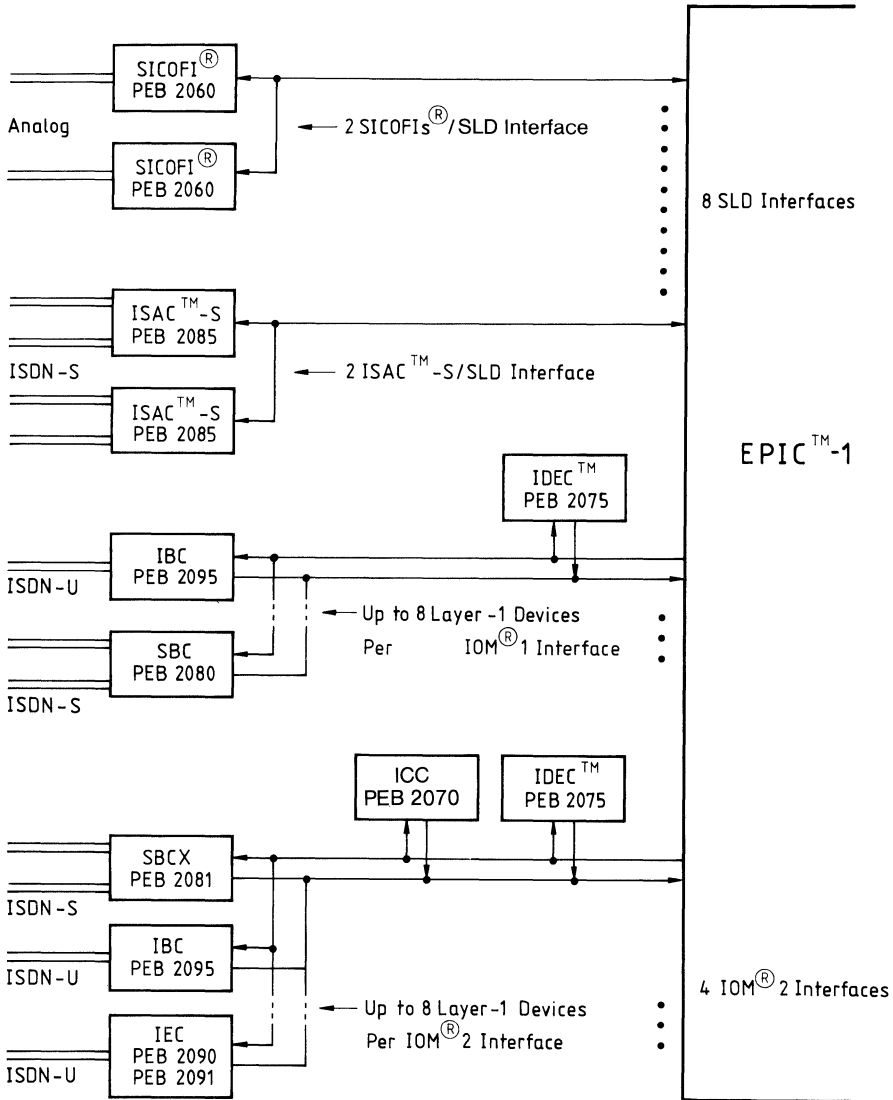 SICOFI®
PEB 2060
Analog
2 SICOFIs®/SLD Interface
SICOFI®
PEB 2060
8 SLD Interfaces
ISAC™-S
PEB 2085
ISDN-S
2 ISAC™-S/SLD Interface
ISAC™-S
PEB 2085
EPIC™-1
IDEC™
PEB 2075
IBC
PEB 2095
ISDN-U
Up to 8 Layer-1 Devices
Per IOM®1 Interface
SBC
PEB 2080
ISDN-S
ICC
PEB 2070
IDEC™
PEB 2075
SBCX
PEB 2081
ISDN-S
IBC
PEB 2095
ISDN-U
4 IOM®2 Interfaces
Up to 8 Layer-1 Devices
Per IOM®2 Interface
IEC
PEB 2090
PEB 2091
ISDN-U